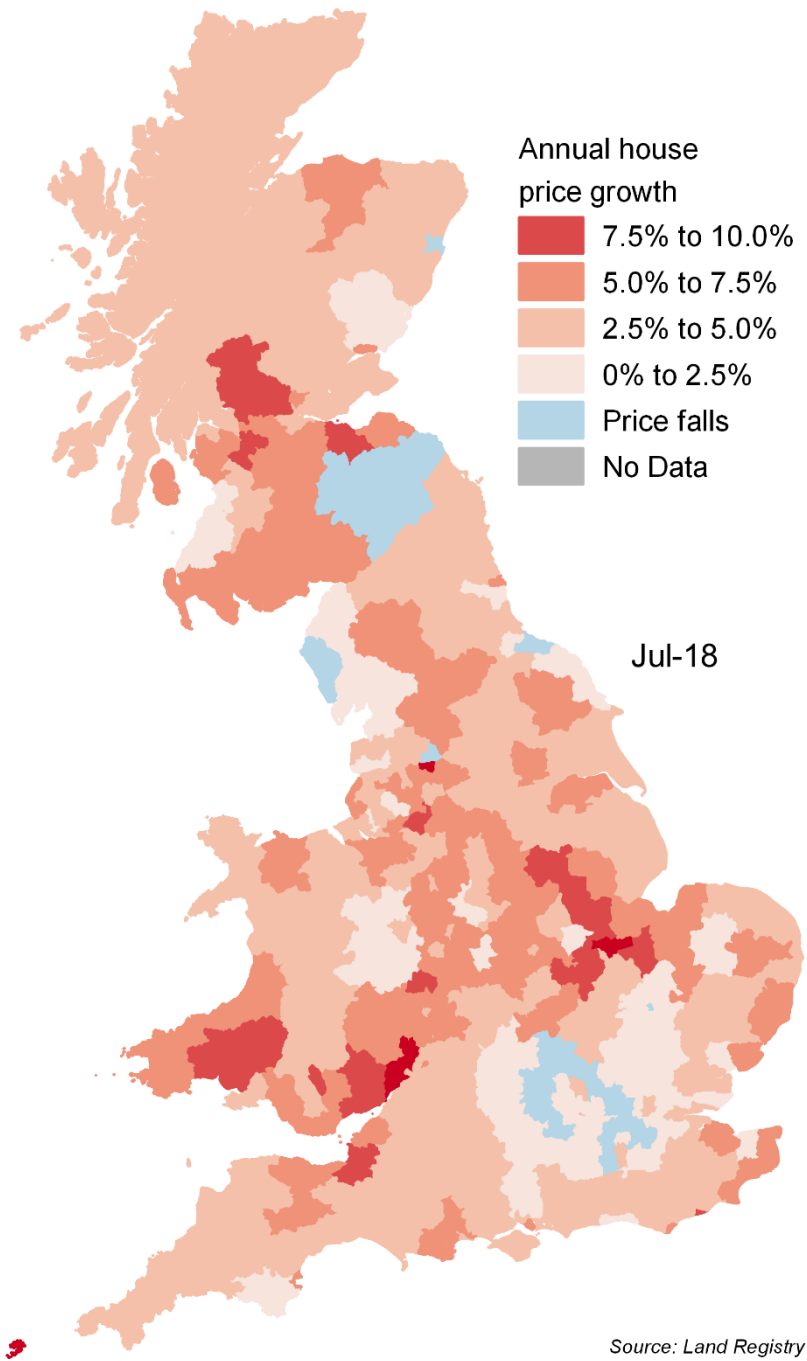 Annual house
price growth
7.5% to 10.0%
5.0% to 7.5%
2.5% to 5.0%
0% to 2.5%
Price falls
No Data
Jul-18
Source: Land Registry